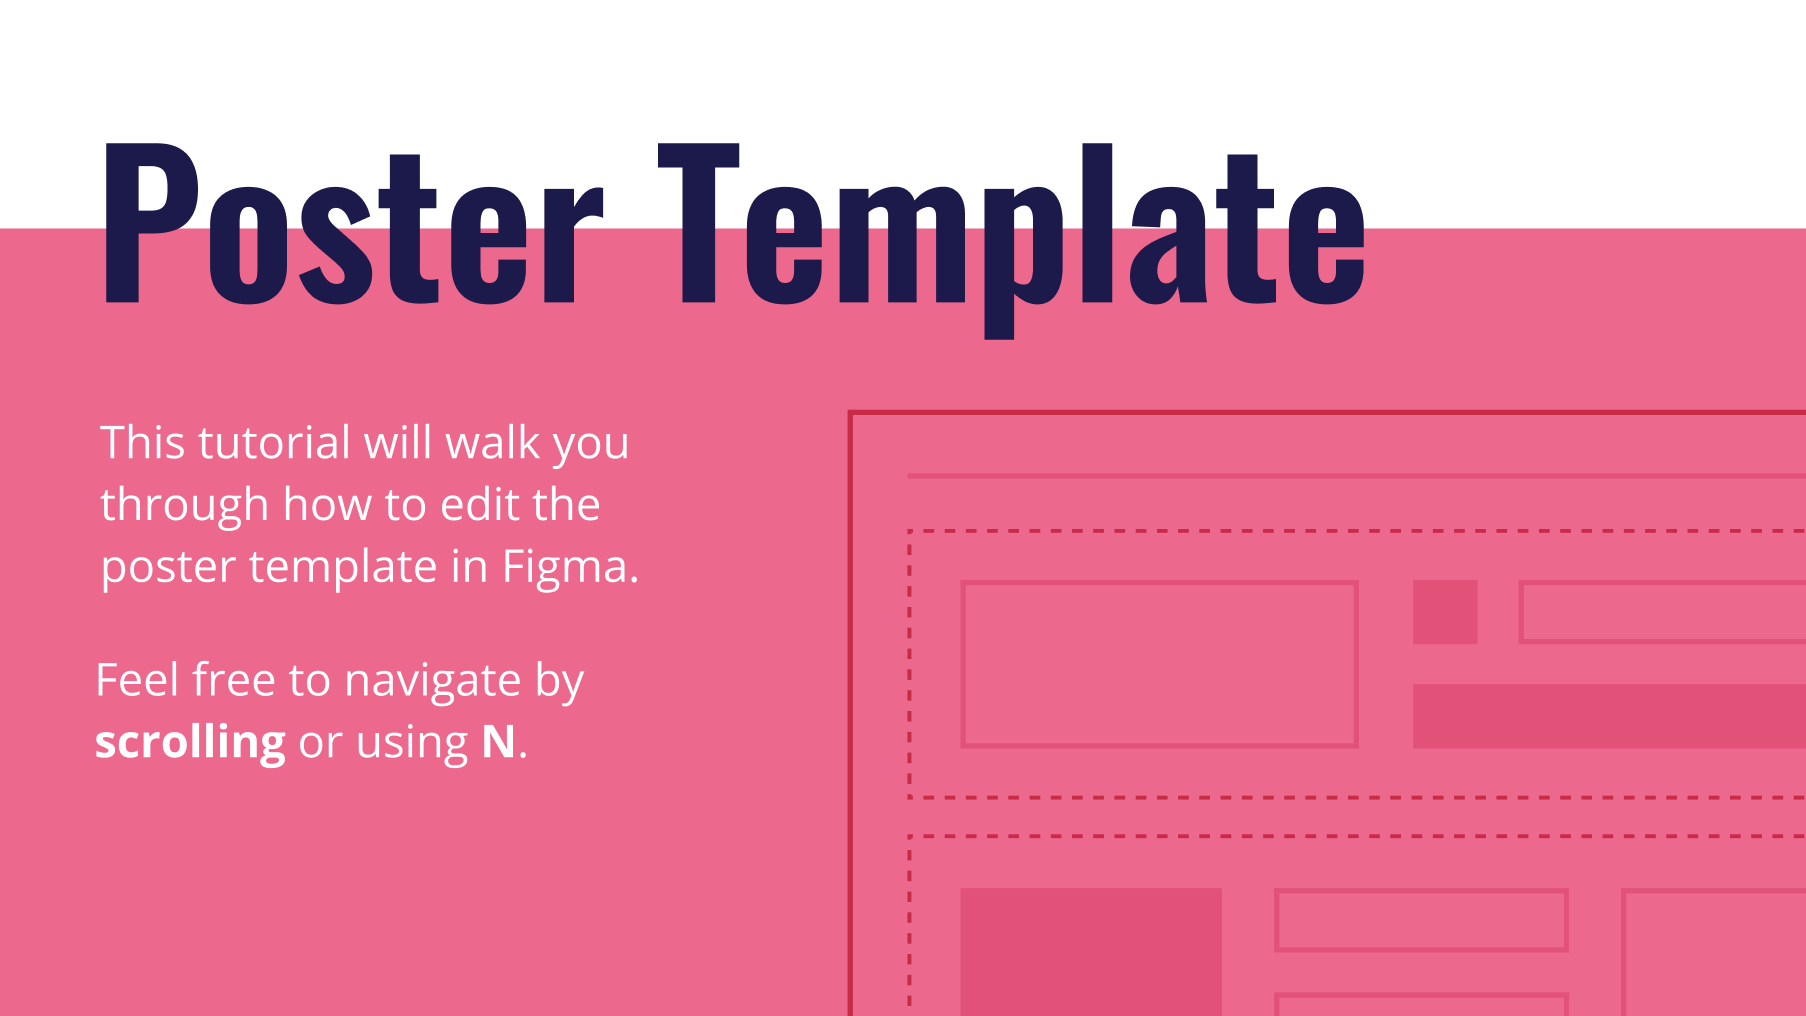 Poster Template
This tutorial will walk you
through how to edit the
poster template in Figma.
Feel free to navigate by
scrolling or using N.